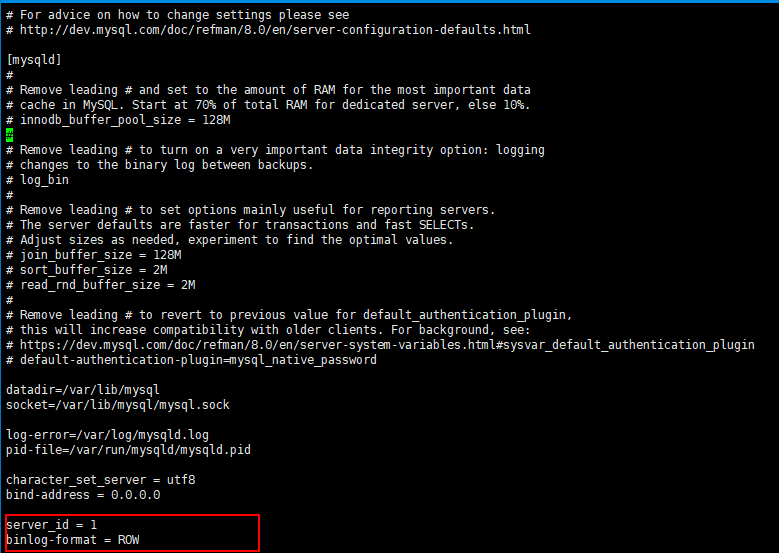 # For advice on how to change settings please see
# http://dev.mysql.com/doc/refman/8.0/en/server-configuration-defaults.html
[mysqld]
#
# Remove leading # and set to the amount of RAM for the most important data
# cache in MySQL. Start at 70% of total RAM for dedicated server, else 10%.
# innodb_buffer_pool_size = 128M
#
# Remove leading # to turn on a very important data integrity option: logging
# changes to the binary log between backups.
# log_bin
#
# Remove leading # to set options mainly useful for reporting servers.
# The server defaults are faster for transactions and fast SELECTs.
# Adjust sizes as needed, experiment to find the optimal values.
# join_buffer_size = 128M
# sort_buffer_size = 2M
# read_rnd_buffer_size = 2M
#
# Remove leading # to revert to previous value for default_authentication_plugin,
# this will increase compatibility with older clients. For background, see:
# https://dev.mysql.com/doc/refman/8.0/en/server-system-variables.html#sysvar_default_authentication_plugin
# default-authentication-plugin=mysql_native_password
datadir=/var/lib/mysql
socket=/var/lib/mysql/mysql.sock
log-error=/var/log/mysqld.log
pid-file=/var/run/mysqld/mysqld.pid
character_set_server = utf8
bind-address = 0.0.0.0
server_id = 1
binlog-format = ROW